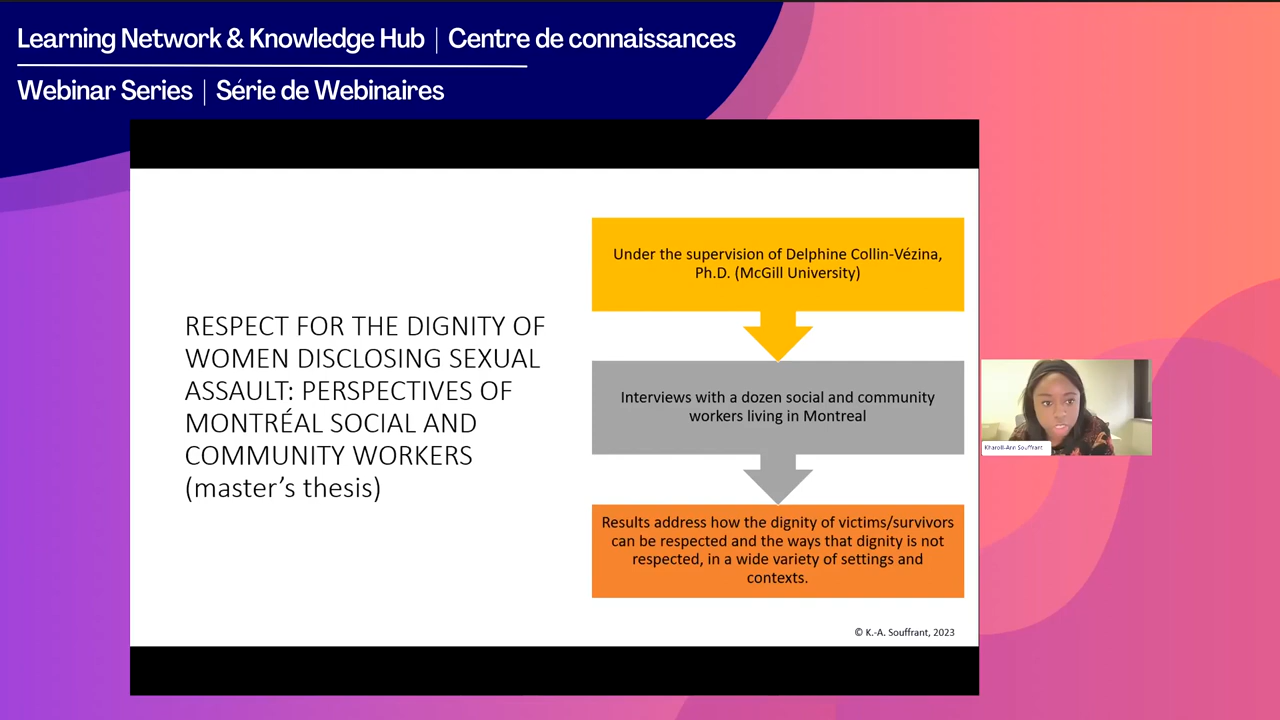 Learning Network & Knowledge Hub | Centre de connaissances
Webinar Series | Série de Webinaires
RESPECT FOR THE DIGNITY OF
WOMEN DISCLOSING SEXUAL
ASSAULT: PERSPECTIVES OF
MONTRÉAL SOCIAL AND
COMMUNITY WORKERS
(master's thesis)
Under the supervision of Delphine Collin-Vézina,
Ph.D. (McGill University)
Interviews with a dozen social and community
workers living in Montreal
Results address how the dignity of victims/survivors
can be respected and the ways that dignity is not
respected, in a wide variety of settings and
contexts.
© K.-A. Souffrant, 2023
Kharoll-Ann Souffrant